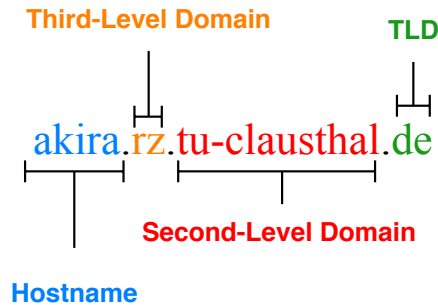 Third-Level Domain
TLD
akira.rz.tu-clausthal.de
Second-Level Domain
Hostname